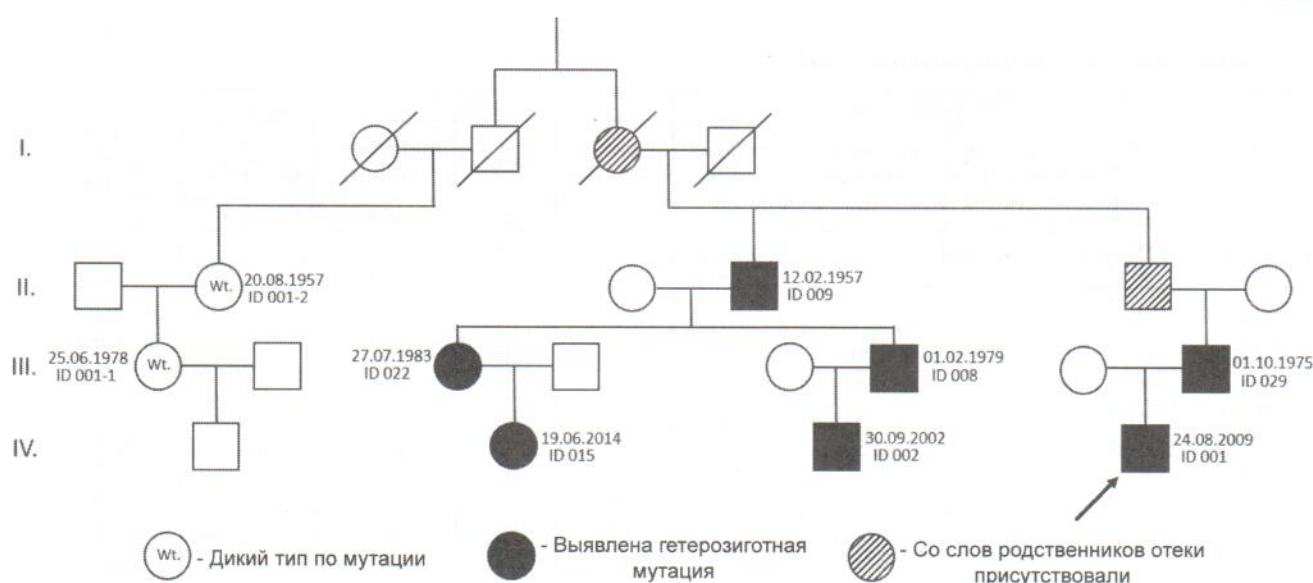 I.
II.
Wt.
20.08.1957
ID 001-2
12.02.1957
ID 009
III.
25.06.1978
ID 001-1
Wt.
27.07.1983
ID 022
01.02.1979
ID 008
01.10.1975
ID 029
IV.
19.06.2014
ID 015
30.09.2002
ID 002
24.08.2009
ID 001
Wt.
- Дикий тип по мутации
- Выявлена гетерозиготная
мутация
- Со слов родственников отеки
присутствовали